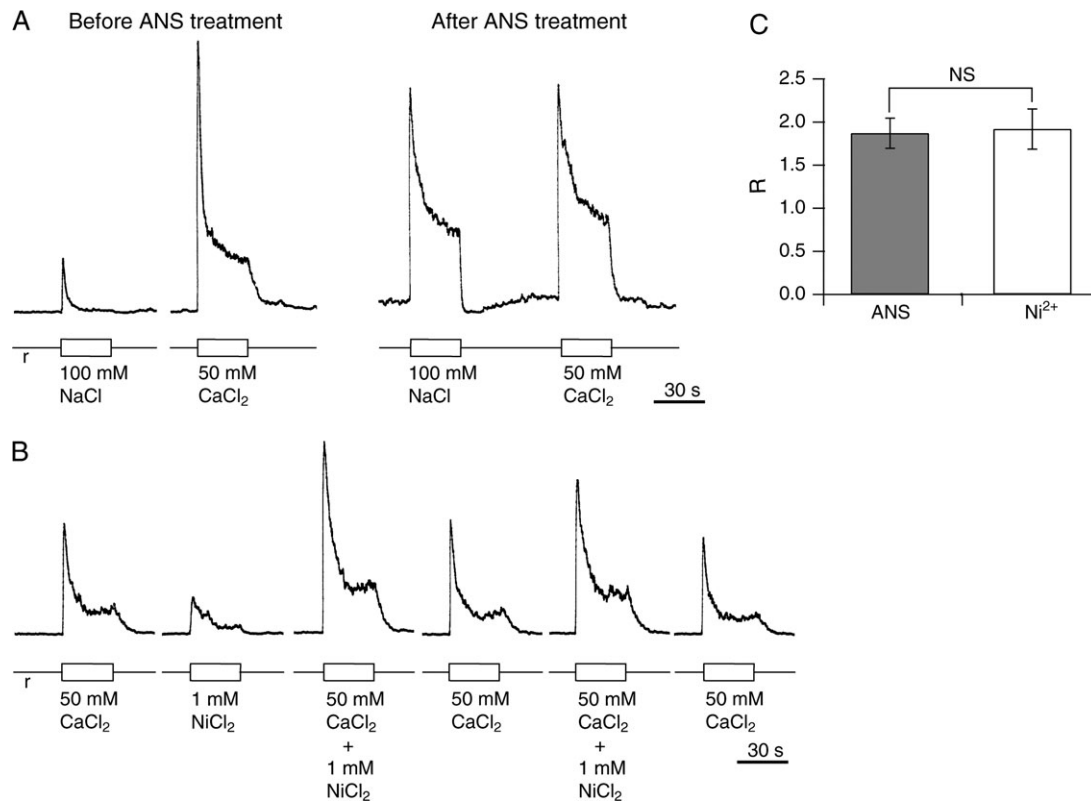 A
Before ANS treatment
After ANS treatment
r
100 mM
NaCl
50 mM
CaCl₂
100 mM
NaCl
50 mM
CaCl₂
30 s
B
r
50 mM
CaCl₂
1 mM
NiCl₂
50 mM
CaCl₂
+
1 mM
NiCl₂
50 mM
CaCl₂
50 mM
CaCl₂
+
1 mM
NiCl₂
50 mM
CaCl₂
30 s
C
NS
2.5
2.0
1.5
1.0
0.5
0.0
R
ANS
Ni²⁺